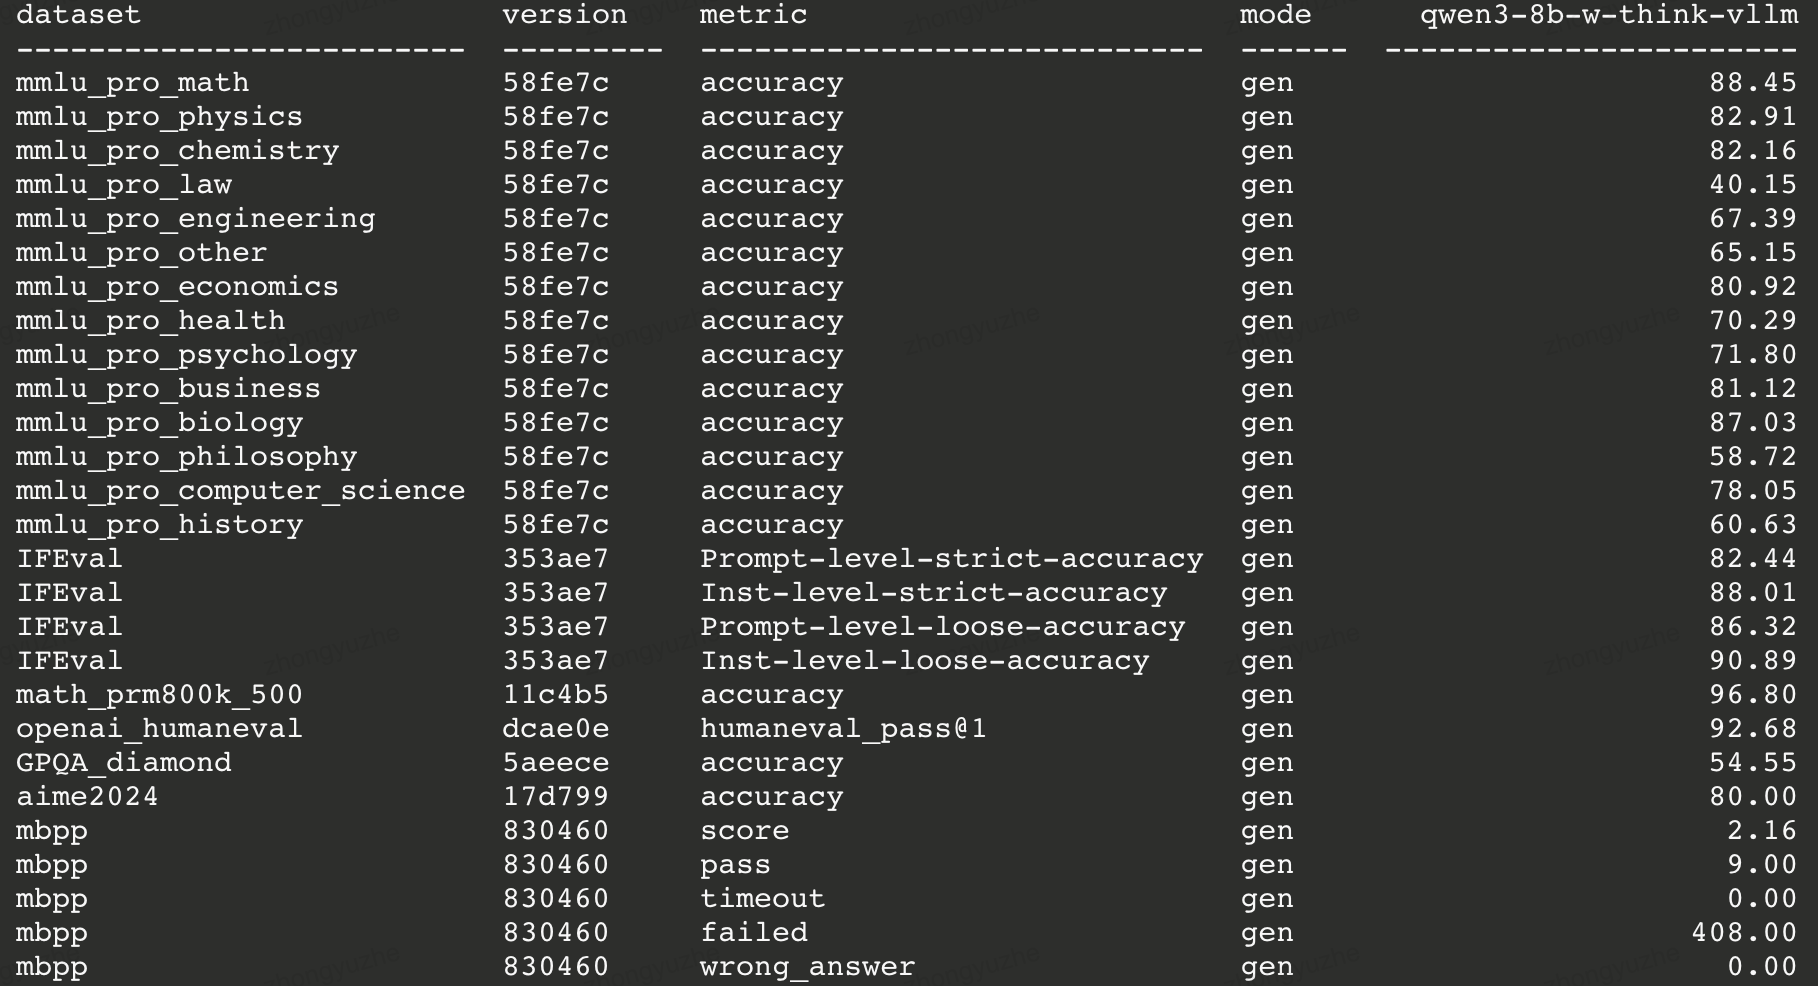 dataset version metric mode qwen3-8b-w-think-vllm
------------------------- --------- ---------------------------- ------ -----------------------
mmlu_pro_math 58fe7c accuracy gen 88.45
mmlu_pro_physics 58fe7c accuracy gen 82.91
mmlu_pro_chemistry 58fe7c accuracy gen 82.16
mmlu_pro_law 58fe7c accuracy gen 40.15
mmlu_pro_engineering 58fe7c accuracy gen 67.39
mmlu_pro_other 58fe7c accuracy gen 65.15
mmlu_pro_economics 58fe7c accuracy gen 80.92
mmlu_pro_health 58fe7c accuracy gen 70.29
mmlu_pro_psychology 58fe7c accuracy gen 71.80
mmlu_pro_business 58fe7c accuracy gen 81.12
mmlu_pro_biology 58fe7c accuracy gen 87.03
mmlu_pro_philosophy 58fe7c accuracy gen 58.72
mmlu_pro_computer_science 58fe7c accuracy gen 78.05
mmlu_pro_history 58fe7c accuracy gen 60.63
IFEval 353ae7 Prompt-level-strict-accuracy gen 82.44
IFEval 353ae7 Inst-level-strict-accuracy gen 88.01
IFEval 353ae7 Prompt-level-loose-accuracy gen 86.32
IFEval 353ae7 Inst-level-loose-accuracy gen 90.89
math_prm800k_500 11c4b5 accuracy gen 96.80
openai_humaneval dcae0e humaneval_pass@1 gen 92.68
GPQA_diamond 5aeece accuracy gen 54.55
aime2024 17d799 accuracy gen 80.00
mbpp 830460 score gen 2.16
mbpp 830460 pass gen 9.00
mbpp 830460 timeout gen 0.00
mbpp 830460 failed gen 408.00
mbpp 830460 wrong_answer gen 0.00
zhongyuzhe